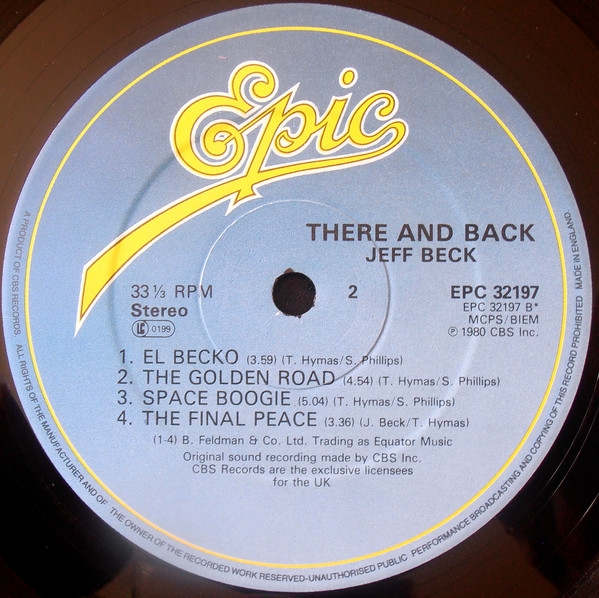 Epic
THERE AND BACK
JEFF BECK
33 1/3 RPM
Stereo
LC 0199
2
EPC 32197
EPC 32197 B*
MCPS/BIEM
℗ 1980 CBS Inc.
1. EL BECKO (3.59) (T. Hymas/S. Phillips)
2. THE GOLDEN ROAD (4.54) (T. Hymas/S. Phillips)
3. SPACE BOOGIE (5.04) (T. Hymas/S. Phillips)
4. THE FINAL PEACE (3.36) (J. Beck/T. Hymas)
(1-4) B. Feldman & Co. Ltd. Trading as Equator Music
Original sound recording made by CBS Inc.
CBS Records are the exclusive licensees
for the UK
A PRODUCT OF CBS RECORDS. ALL RIGHTS OF THE MANUFACTURER AND OF THE OWNER OF THE RECORDED WORK RESERVED-UNAUTHORISED PUBLIC PERFORMANCE BROADCASTING AND COPYING OF THIS RECORD PROHIBITED MADE IN ENGLAND.